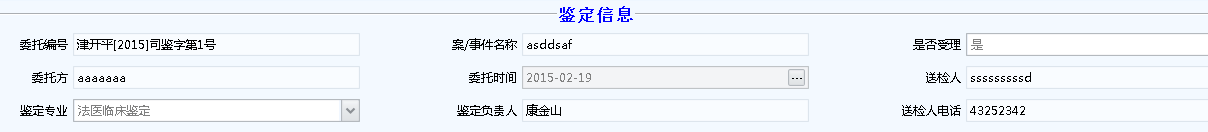 鉴定信息
委托编号 津开平[2015]司鉴字第1号 案/事件名称 asddsaf 是否受理 是
委托方 aaaaaaa 委托时间 2015-02-19 ... 送检人 sssssssssd
鉴定专业 法医临床鉴定 鉴定负责人 康金山 送检人电话 43252342